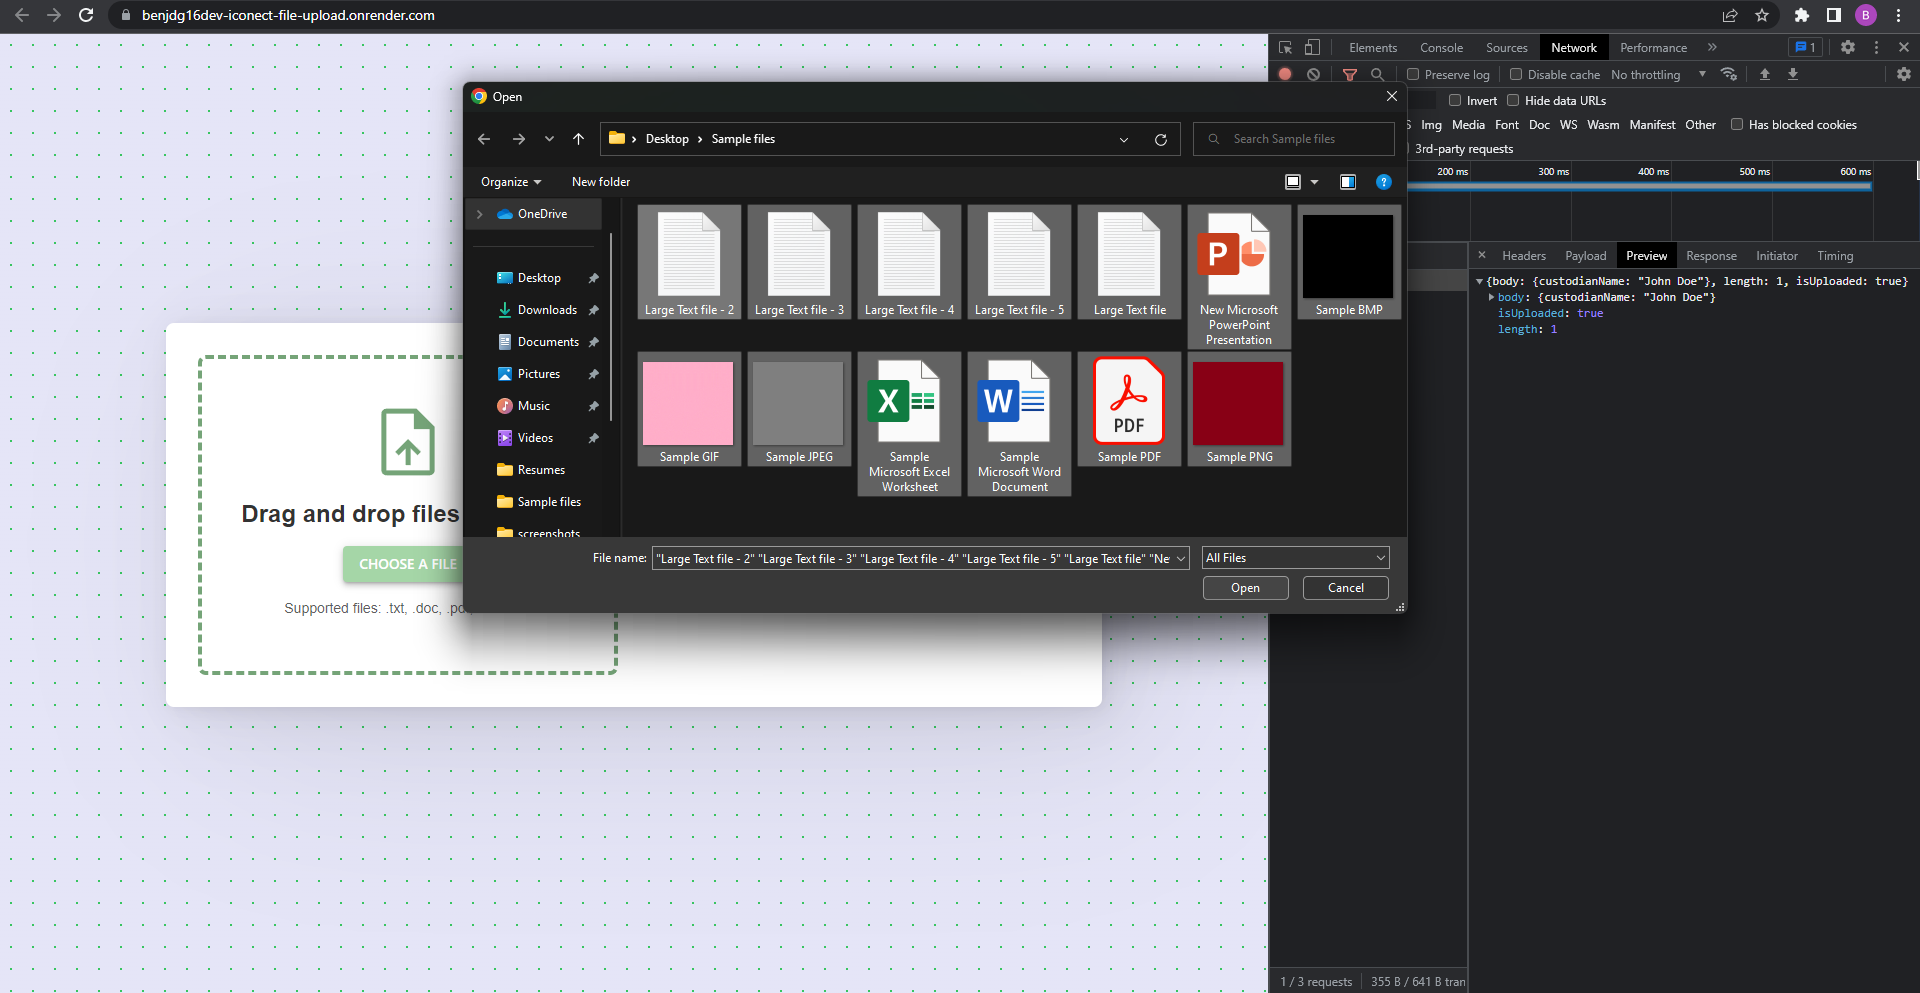 benjdg16dev-iconect-file-upload.onrender.com
B
Elements Console Sources Network Performance » 1
Preserve log Disable cache No throttling
Invert Hide data URLs
Img Media Font Doc WS Wasm Manifest Other Has blocked cookies
3rd-party requests
200 ms 300 ms 400 ms 500 ms 600 ms
Headers Payload Preview Response Initiator Timing
{body: {custodianName: "John Doe"}, length: 1, isUploaded: true}
body: {custodianName: "John Doe"}
isUploaded: true
length: 1
1 / 3 requests 355 B / 641 B tran
Open
Desktop > Sample files
Search Sample files
Organize New folder
?
OneDrive
Desktop
Downloads
Documents
Pictures
Music
Videos
Resumes
Sample files
screenshots
Large Text file - 2
Large Text file - 3
Large Text file - 4
Large Text file - 5
Large Text file
P
New Microsoft
PowerPoint
Presentation
Sample BMP
Sample GIF
Sample JPEG
X
Sample
Microsoft Excel
Worksheet
W
Sample
Microsoft Word
Document
PDF
Sample PDF
Sample PNG
File name: "Large Text file - 2" "Large Text file - 3" "Large Text file - 4" "Large Text file - 5" "Large Text file" "Ne
All Files
Open Cancel
Drag and drop files
CHOOSE A FILE
Supported files: .txt, .doc,